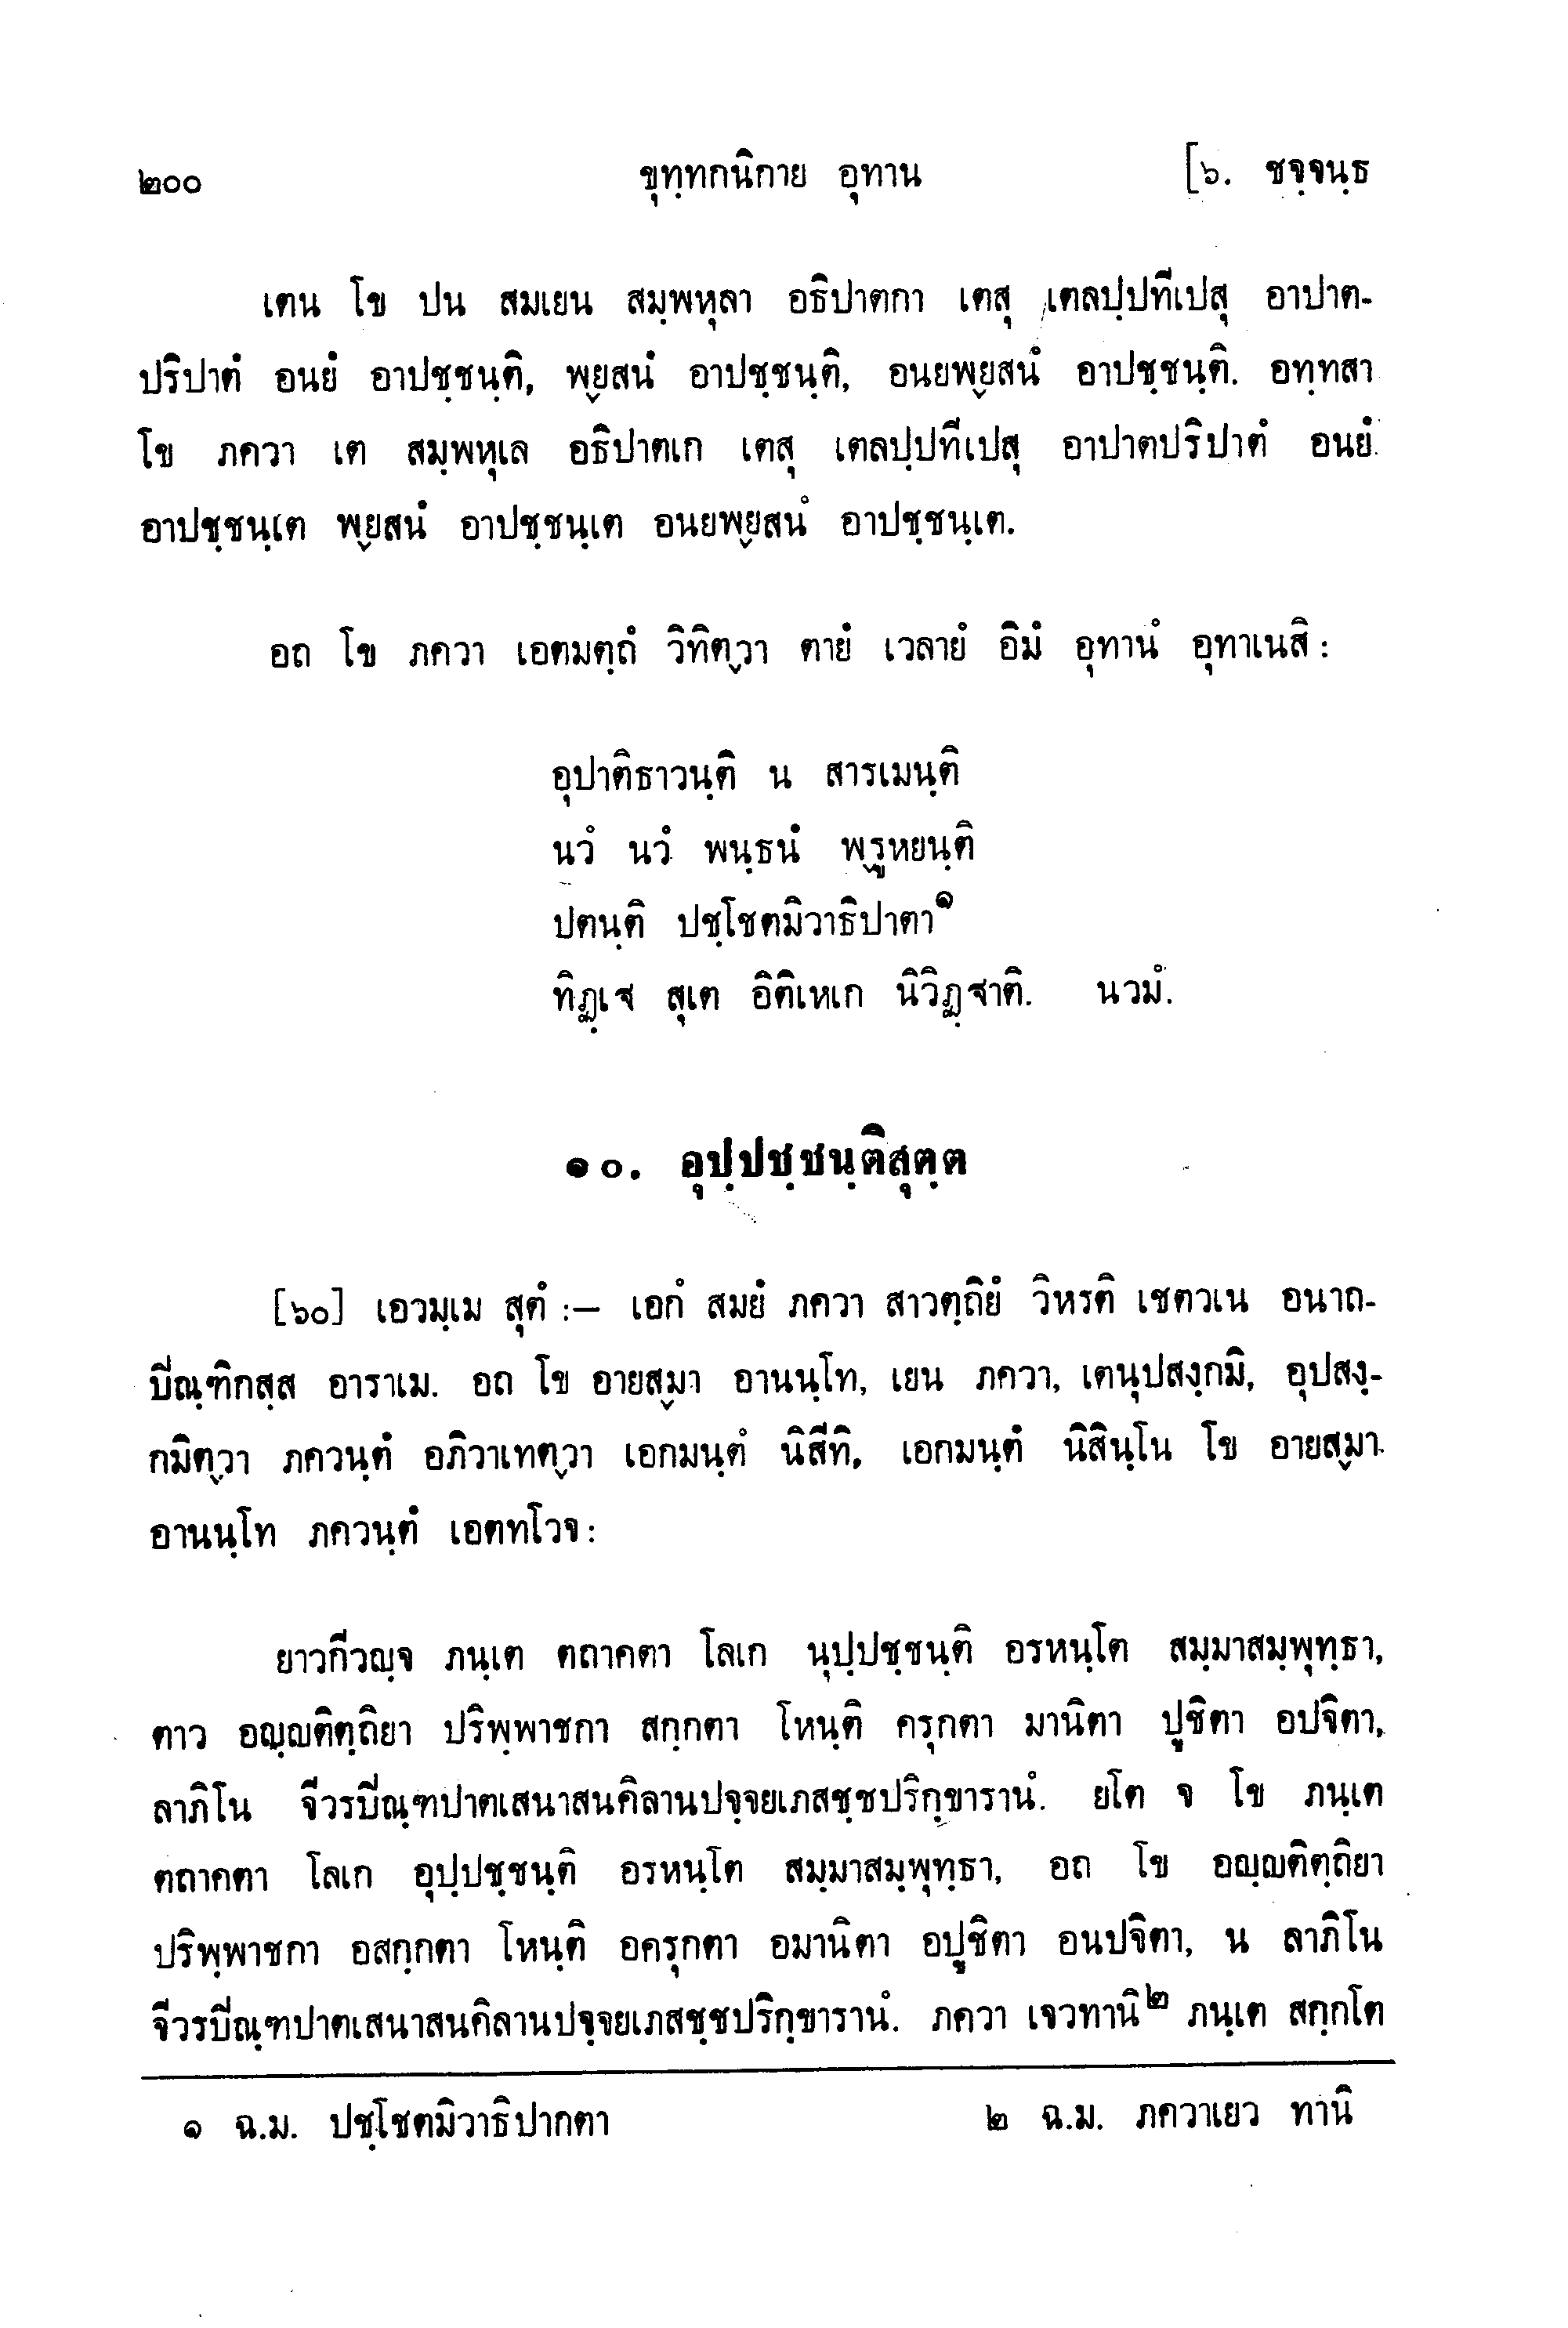 ๒๐๐ ขุทฺทกนิกาย อุทาน [๖. ชจฺจนฺธ
เตน โข ปน สมเยน สมฺพหุลา อธิปาตกา เตสุ เตลปฺปทีเปสุ อาปาต-
ปริปาตํ อนยํ อาปชฺชนฺติ, พฺยสนํ อาปชฺชนฺติ, อนยพฺยสนํ อาปชฺชนฺติ. อทฺทสา
โข ภควา เต สมฺพหุเล อธิปาตเก เตสุ เตลปฺปทีเปสุ อาปาตปริปาตํ อนยํ
อาปชฺชนฺเต พฺยสนํ อาปชฺชนฺเต อนยพฺยสนํ อาปชฺชนฺเต.
อถ โข ภควา เอตมตฺถํ วิทิตฺวา ตายํ เวลายํ อิมํ อุทานํ อุทาเนสิ :
อุปาติธาวนฺติ น สารเมนฺติ
นวํ นวํ พนฺธนํ พฺรูหยนฺติ
ปตนฺติ ปชฺโชตมิวาธิปาตา๑
ทิฏฺเฐ สุเต อิติเหเก นิวิฏฺฐาติ. นวมํ.
๑๐. อุปฺปชฺชนฺติสุตฺต
[๖๐] เอวมฺเม สุตํ :— เอกํ สมยํ ภควา สาวตฺถิยํ วิหรติ เชตวเน อนาถ-
ปิณฺฑิกสฺส อาราเม. อถ โข อายสฺมา อานนฺโท, เยน ภควา, เตนุปสงฺกมิ, อุปสงฺ-
กมิตฺวา ภควนฺตํ อภิวาเทตฺวา เอกมนฺตํ นิสีทิ, เอกมนฺตํ นิสินฺโน โข อายสฺมา
อานนฺโท ภควนฺตํ เอตทโวจ :
ยาวกีวญฺจ ภนฺเต ตถาคตา โลเก นุปฺปชฺชนฺติ อรหนฺโต สมฺมาสมฺพุทฺธา,
ตาว อญฺญติตฺถิยา ปริพฺพาชกา สกฺกตา โหนฺติ ครุกตา มานิตา ปูชิตา อปจิตา,
ลาภิโน จีวรปิณฺฑปาตเสนาสนคิลานปจฺจยเภสชฺชปริกฺขารานํ. ยโต จ โข ภนฺเต
ตถาคตา โลเก อุปฺปชฺชนฺติ อรหนฺโต สมฺมาสมฺพุทฺธา, อถ โข อญฺญติตฺถิยา
ปริพฺพาชกา อสกฺกตา โหนฺติ อครุกตา อมานิตา อปูชิตา อนปจิตา, น ลาภิโน
จีวรปิณฺฑปาตเสนาสนคิลานปจฺจยเภสชฺชปริกฺขารานํ. ภควา เจวทานิ๒ ภนฺเต สกฺกโต
๑ ฉ.ม. ปชฺโชตมิวาธิปากตา ๒ ฉ.ม. ภควาเยว ทานิ